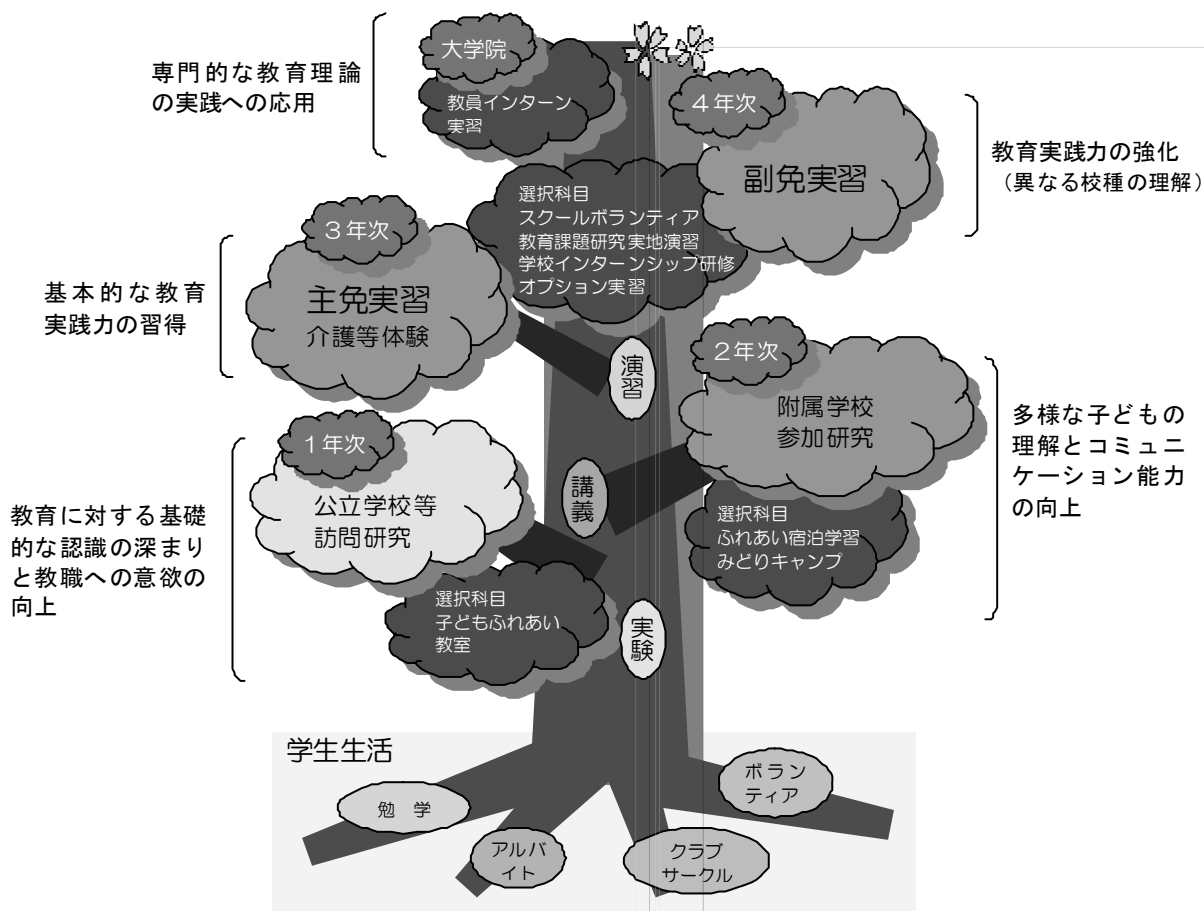 専門的な教育理論
の実践への応用
大学院
教員インターン
実習
4年次
副免実習
教育実践力の強化
（異なる校種の理解）
選択科目
スクールボランティア
教育課題研究実地演習
学校インターンシップ研修
オプション実習
3年次
主免実習
介護等体験
基本的な教育
実践力の習得
演習
2年次
附属学校
参加研究
選択科目
ふれあい宿泊学習
みどりキャンプ
多様な子どもの
理解とコミュニ
ケーション能力
の向上
講義
1年次
公立学校等
訪問研究
選択科目
子どもふれあい
教室
教育に対する基礎
的な認識の深まり
と教職への意欲の
向上
実験
学生生活
勉 学
アルバ
イト
クラブ
サークル
ボラン
ティア